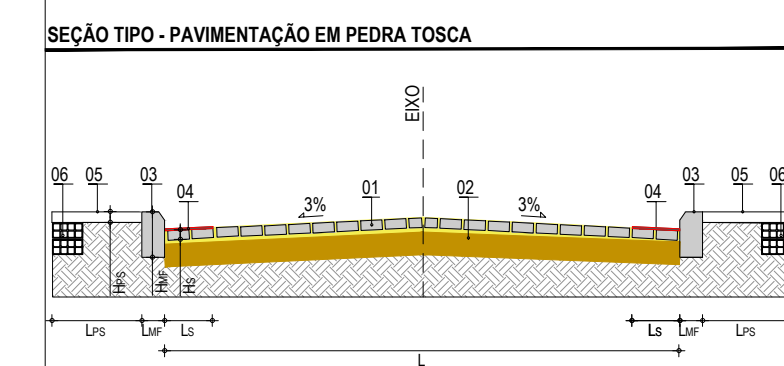 SEÇÃO TIPO - PAVIMENTAÇÃO EM PEDRA TOSCA
EIXO
06 05 03 04 3% 01 02 3% 04 03 05 06
HPS HMF HS
LPS LMF LS LS LMF LPS
L